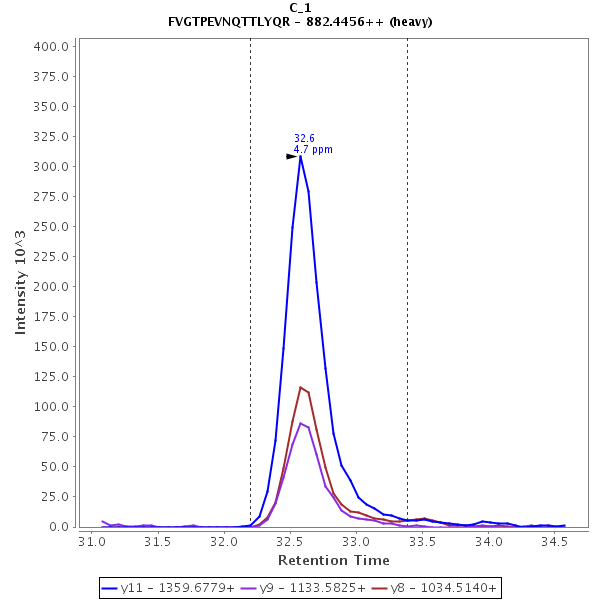 C_1
FVGTPEVNQTTLYQR - 882.4456++ (heavy)
400.0
375.0
350.0
325.0
300.0
275.0
250.0
225.0
200.0
175.0
150.0
125.0
100.0
75.0
50.0
25.0
0.0
Intensity 10^3
32.6
4.7 ppm
31.0 31.5 32.0 32.5 33.0 33.5 34.0 34.5
Retention Time
y11 - 1359.6779+ y9 - 1133.5825+ y8 - 1034.5140+